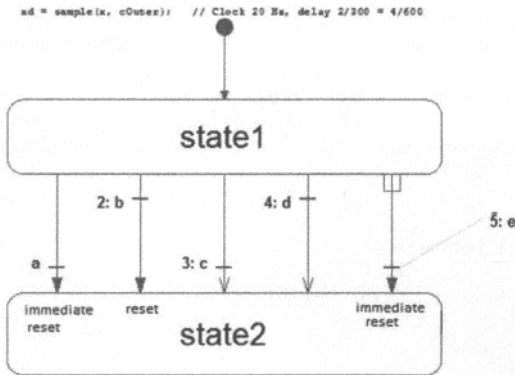 xd = sample(x, cOuter);   // Clock 20 Hz, delay 2/300 = 4/600
state1
2: b
4: d
5: e
a
3: c
immediate
reset
reset
immediate
reset
state2